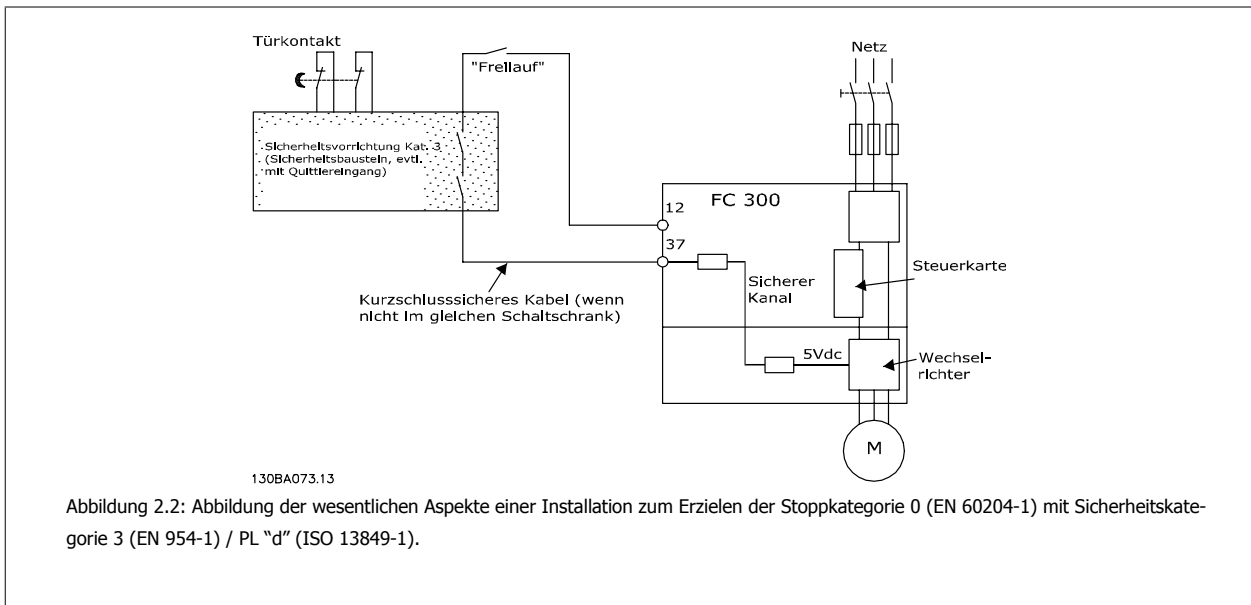 Türkontakt
"Freilauf"
Netz
Sicherheitsvorrichtung Kat. 3
(Sicherheitsbaustein, evtl.
mit Quittiereingang)
12
FC 300
37
Steuerkarte
Sicherer
Kanal
Kurzschlusssicheres Kabel (wenn
nicht im gleichen Schaltschrank)
5Vdc
Wechsel-
richter
M
130BA073.13
Abbildung 2.2: Abbildung der wesentlichen Aspekte einer Installation zum Erzielen der Stoppkategorie 0 (EN 60204-1) mit Sicherheitskate-
gorie 3 (EN 954-1) / PL “d” (ISO 13849-1).